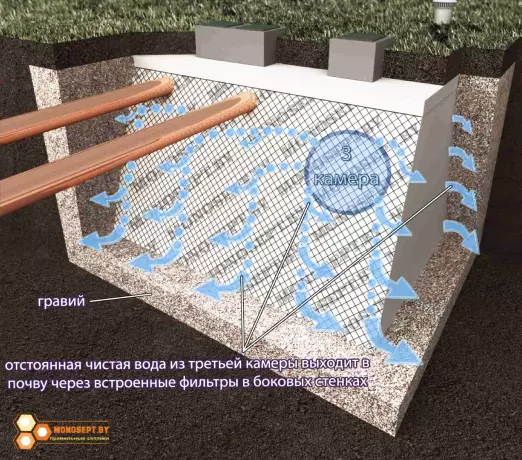 3
камера
гравий
отстоянная чистая вода из третьей камеры выходит в
почву через встроенные фильтры в боковых стенках
MONOSEPT.BY